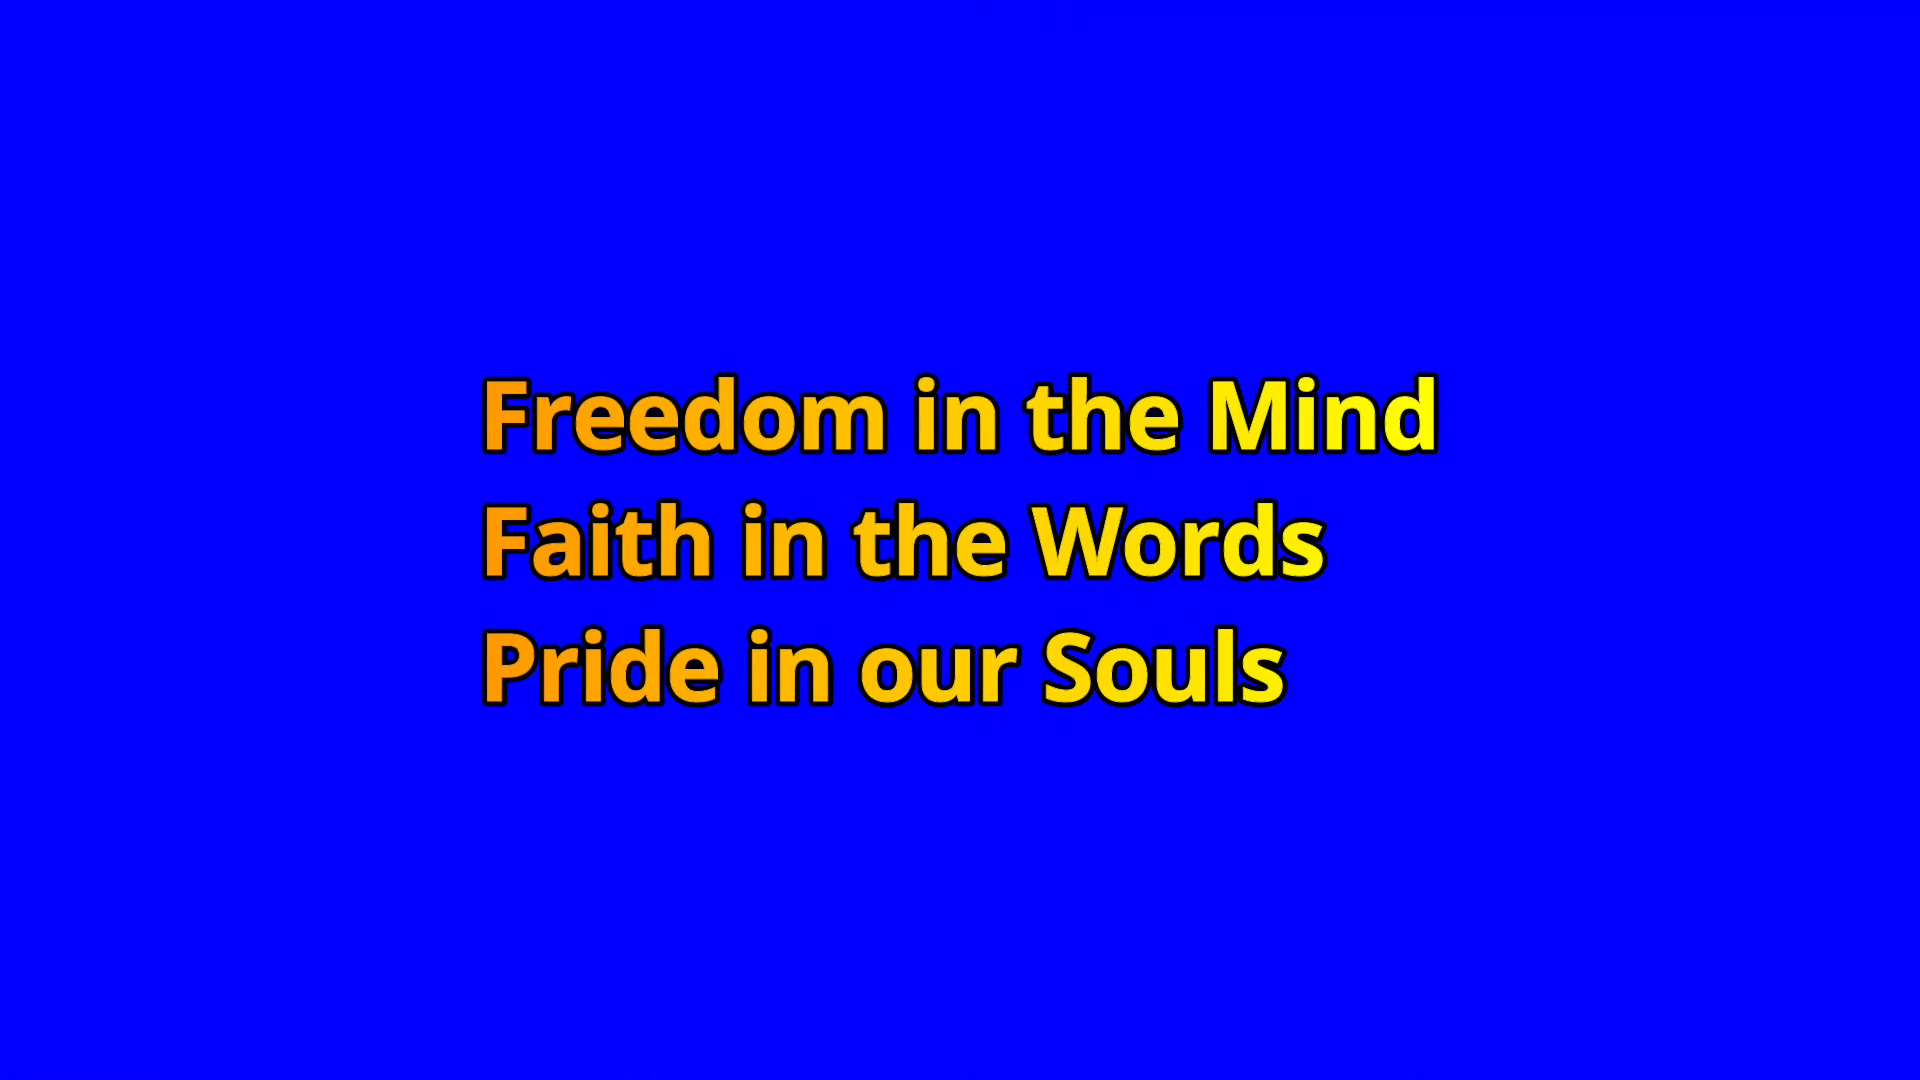 Freedom in the Mind
Faith in the Words
Pride in our Souls